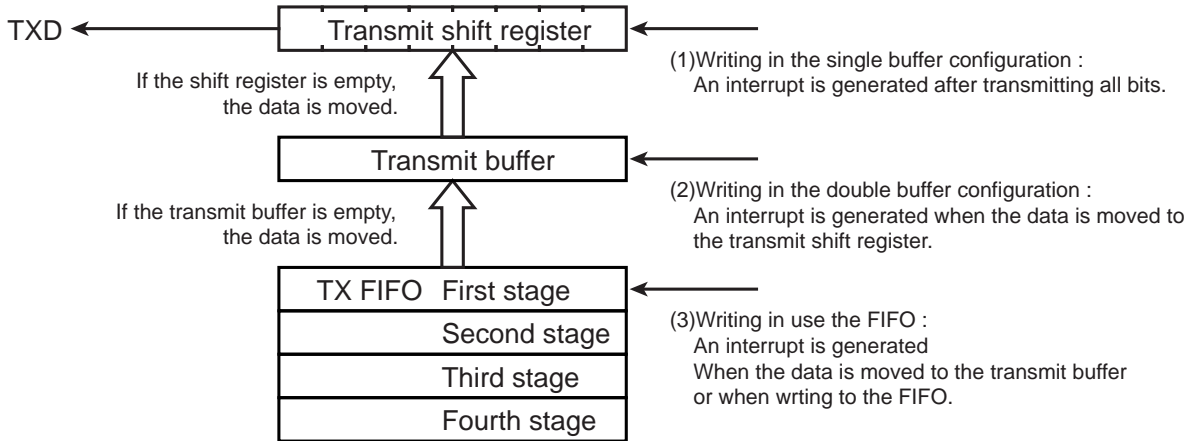 TXD
Transmit shift register
(1)Writing in the single buffer configuration :
An interrupt is generated after transmitting all bits.
If the shift register is empty,
the data is moved.
Transmit buffer
(2)Writing in the double buffer configuration :
An interrupt is generated when the data is moved to
the transmit shift register.
If the transmit buffer is empty,
the data is moved.
TX FIFO First stage
Second stage
Third stage
Fourth stage
(3)Writing in use the FIFO :
An interrupt is generated
When the data is moved to the transmit buffer
or when wrting to the FIFO.